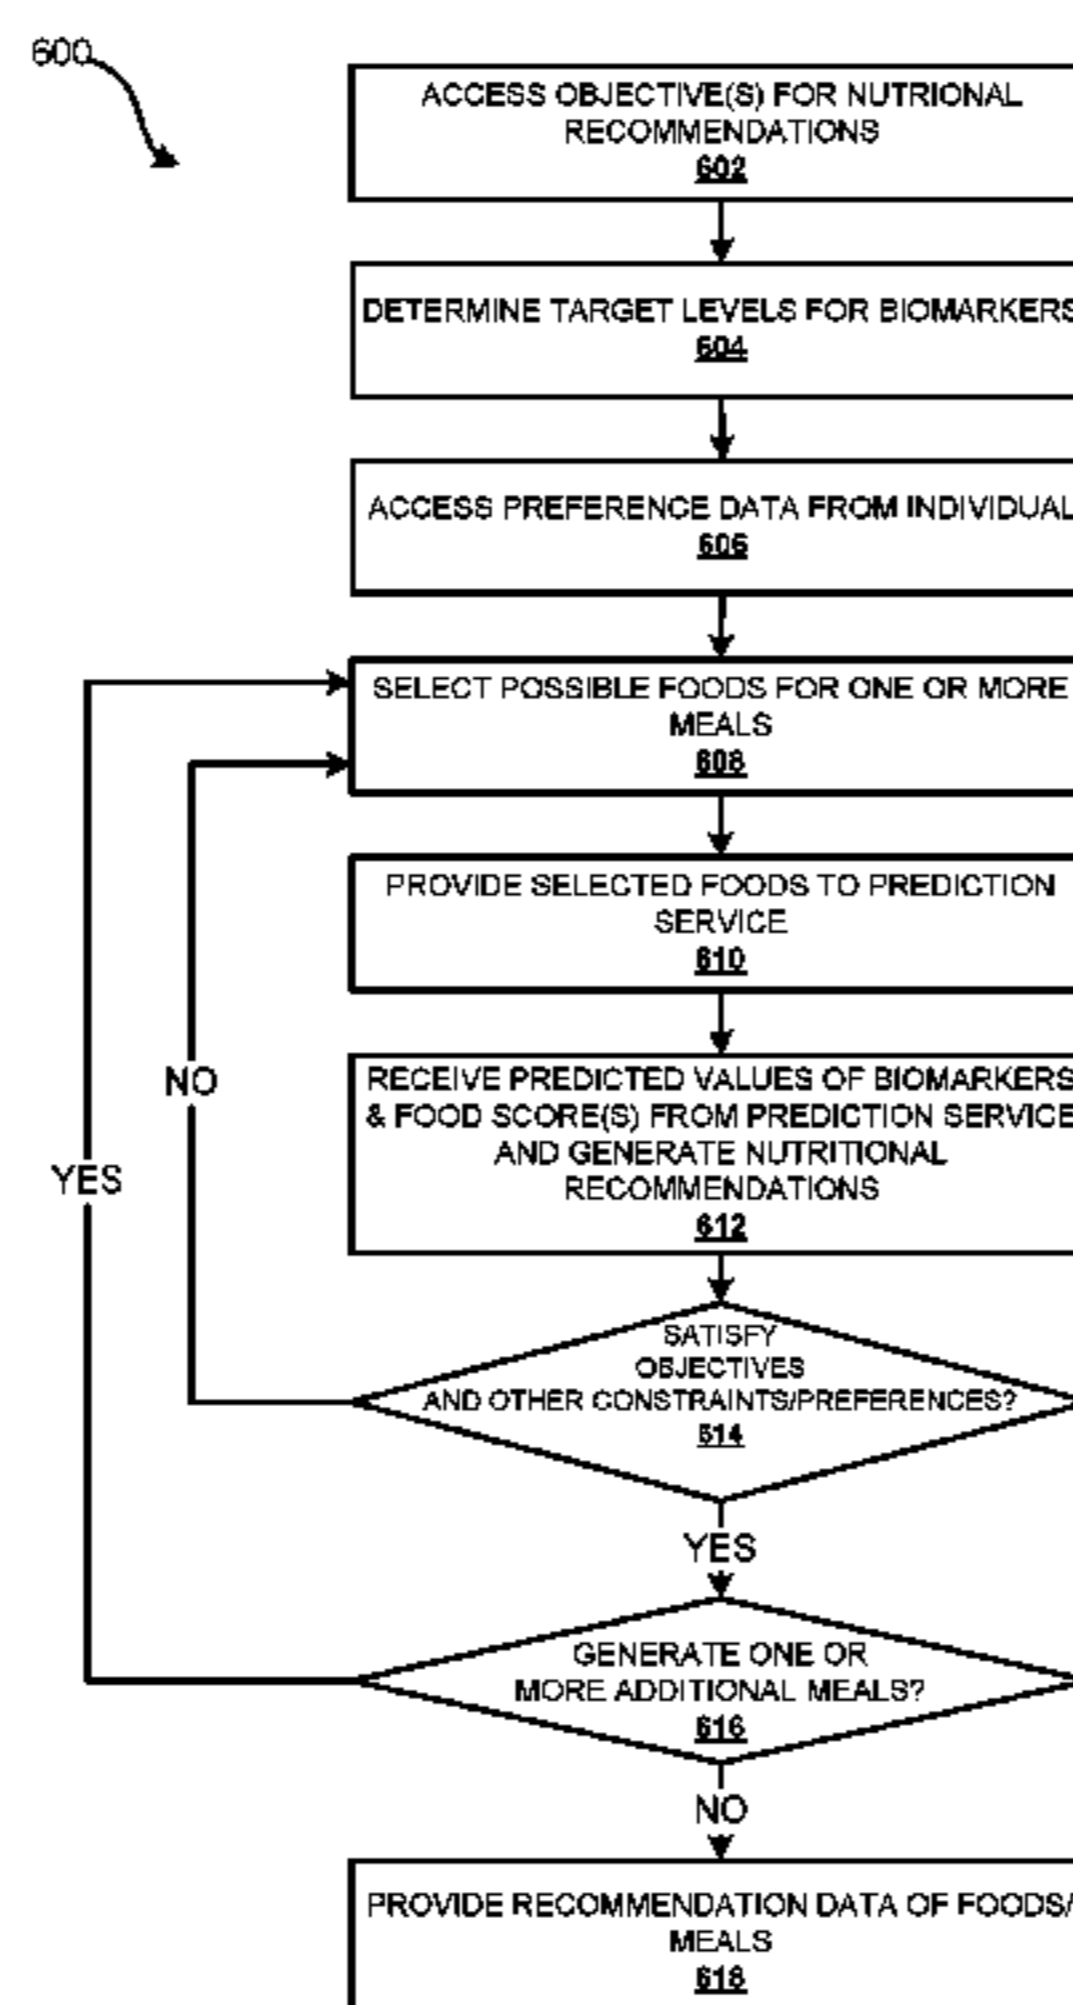 600
ACCESS OBJECTIVE(S) FOR NUTRIONAL
RECOMMENDATIONS
602
DETERMINE TARGET LEVELS FOR BIOMARKERS
604
ACCESS PREFERENCE DATA FROM INDIVIDUAL
606
SELECT POSSIBLE FOODS FOR ONE OR MORE
MEALS
608
PROVIDE SELECTED FOODS TO PREDICTION
SERVICE
610
NO
RECEIVE PREDICTED VALUES OF BIOMARKERS
& FOOD SCORE(S) FROM PREDICTION SERVICE
AND GENERATE NUTRITIONAL
RECOMMENDATIONS
612
YES
SATISFY
OBJECTIVES
AND OTHER CONSTRAINTS/PREFERENCES?
614
YES
GENERATE ONE OR
MORE ADDITIONAL MEALS?
616
NO
PROVIDE RECOMMENDATION DATA OF FOODS/
MEALS
618